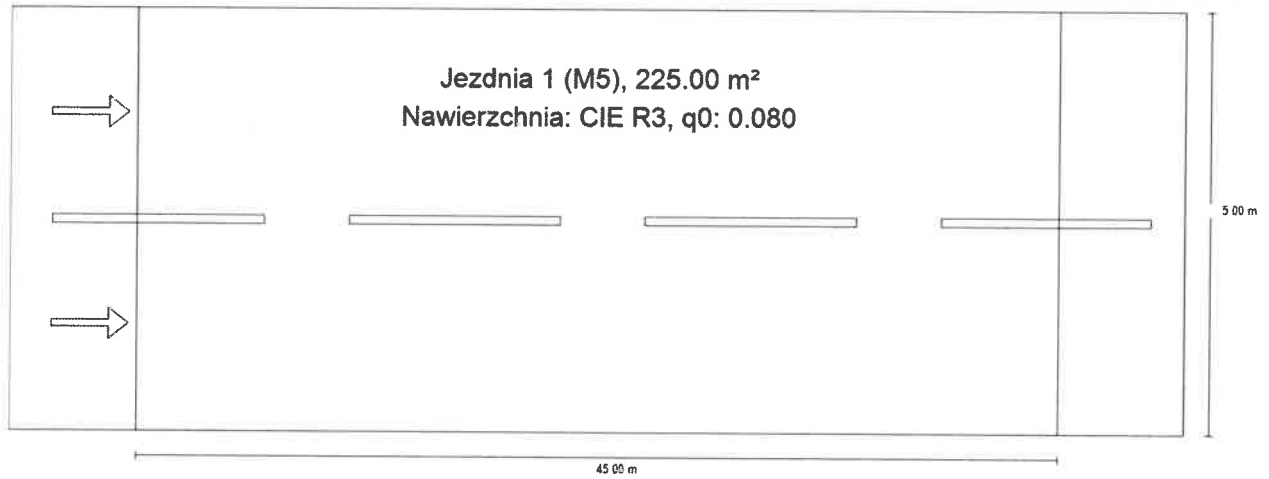 Jezdnia 1 (M5), 225.00 m²
Nawierzchnia: CIE R3, q0: 0.080
5 00 m
45 00 m